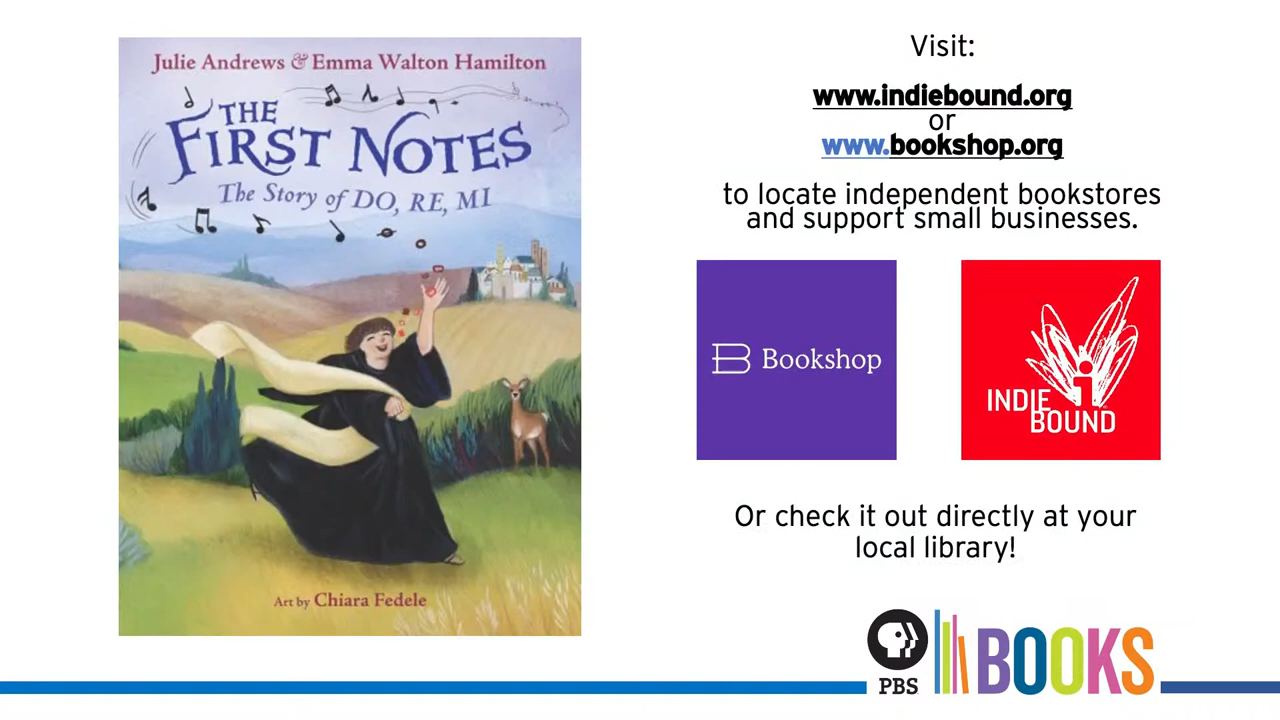 Julie Andrews & Emma Walton Hamilton
THE
FIRST NOTES
The Story of DO, RE, MI
Art by Chiara Fedele
Visit:
www.indiebound.org
or
www.bookshop.org
to locate independent bookstores
and support small businesses.
B Bookshop
INDIE
BOUND
Or check it out directly at your
local library!
PBS
BOOKS